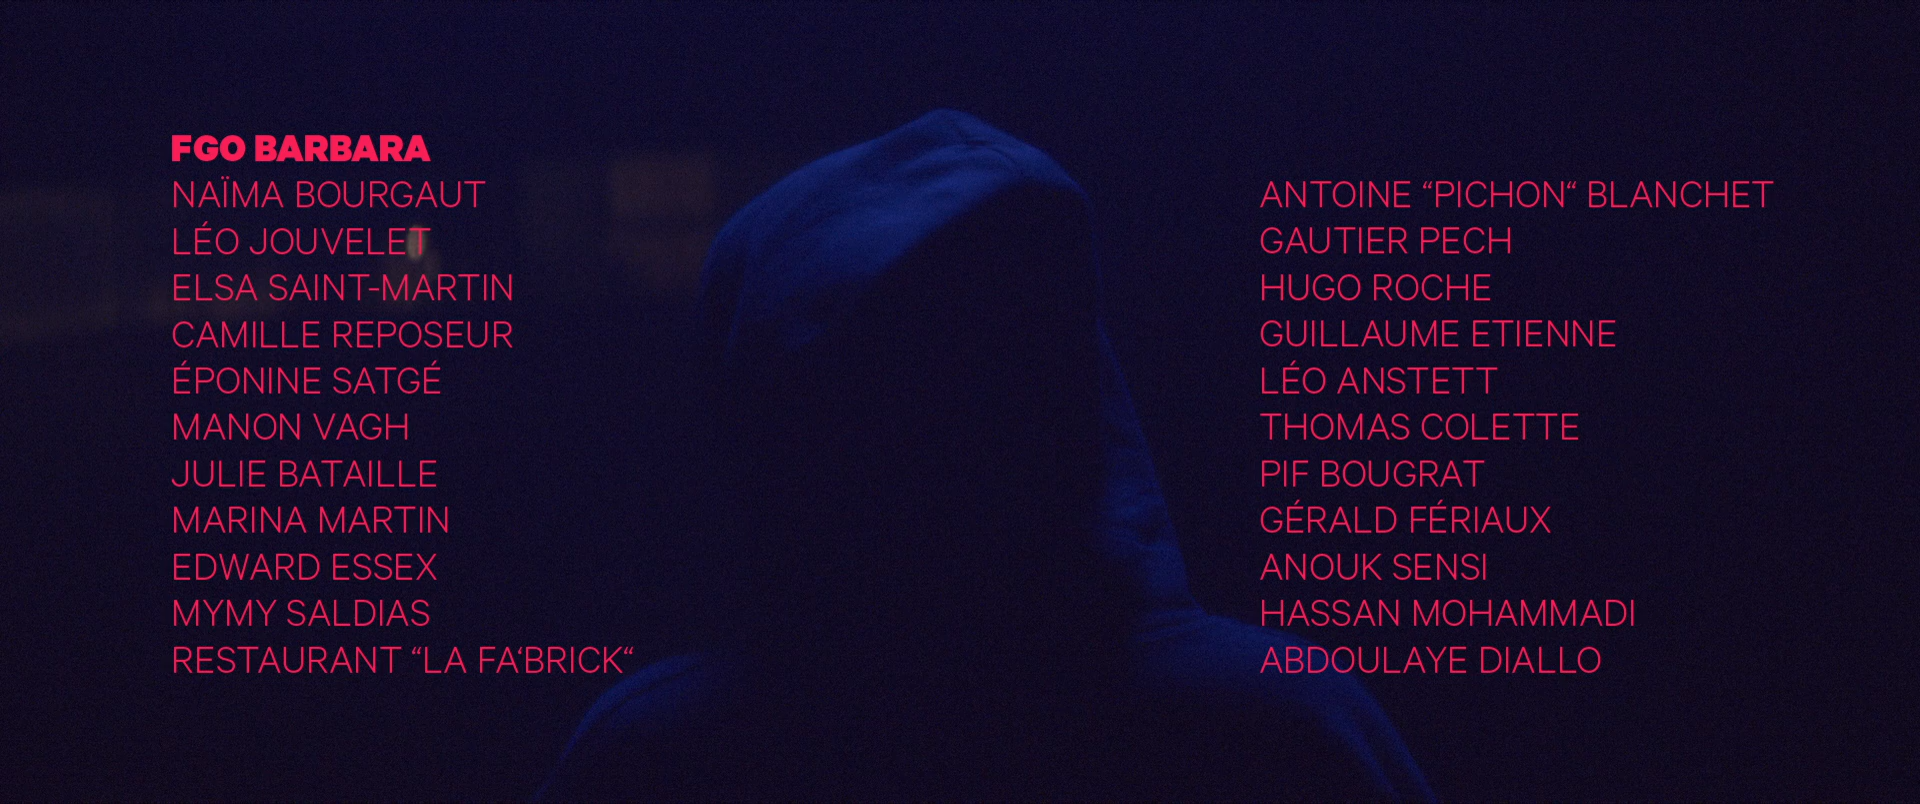 FGO BARBARA
NAÏMA BOURGAUT
LÉO JOUVELET
ELSA SAINT-MARTIN
CAMILLE REPOSEUR
ÉPONINE SATGÉ
MANON VAGH
JULIE BATAILLE
MARINA MARTIN
EDWARD ESSEX
MYMY SALDIAS
RESTAURANT “LA FA‘BRICK“
ANTOINE “PICHON“ BLANCHET
GAUTIER PECH
HUGO ROCHE
GUILLAUME ETIENNE
LÉO ANSTETT
THOMAS COLETTE
PIF BOUGRAT
GÉRALD FÉRIAUX
ANOUK SENSI
HASSAN MOHAMMADI
ABDOULAYE DIALLO